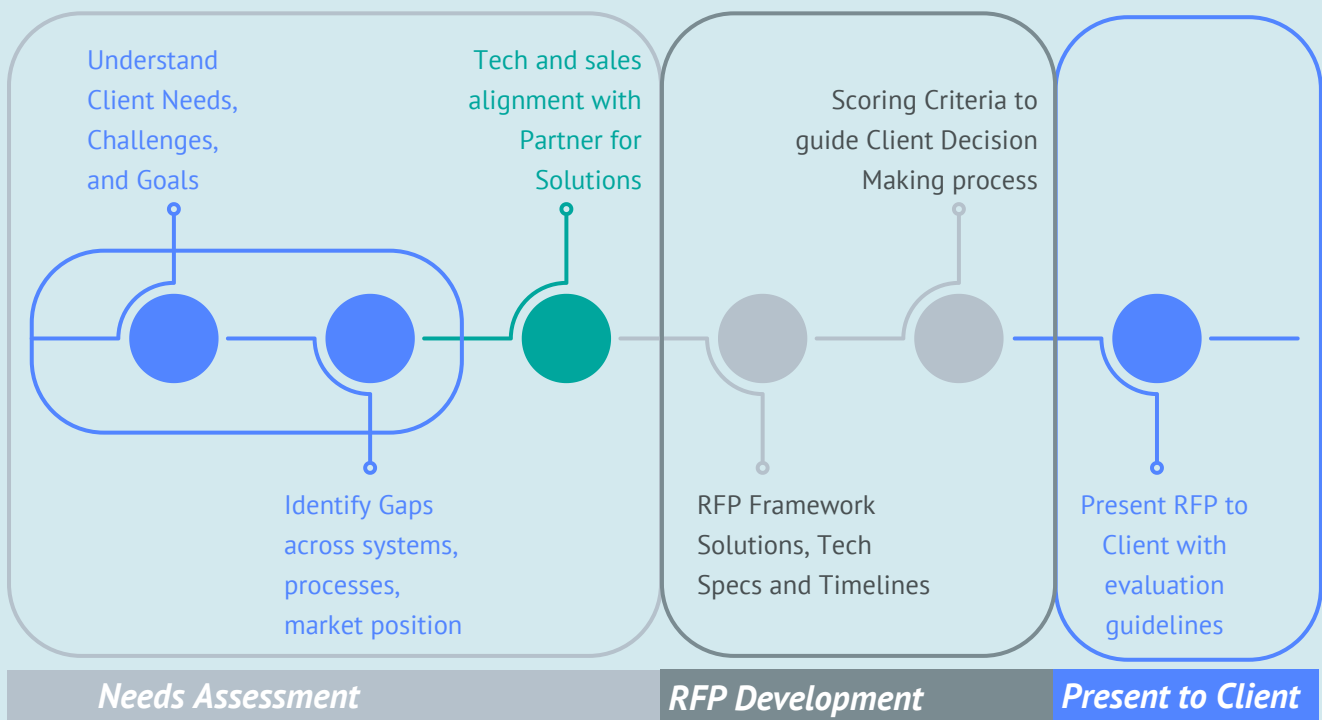 Understand
Client Needs,
Challenges,
and Goals
Tech and sales
alignment with
Partner for
Solutions
Scoring Criteria to
guide Client Decision
Making process
Identify Gaps
across systems,
processes,
market position
RFP Framework
Solutions, Tech
Specs and Timelines
Present RFP to
Client with
evaluation
guidelines
Needs Assessment
RFP Development
Present to Client